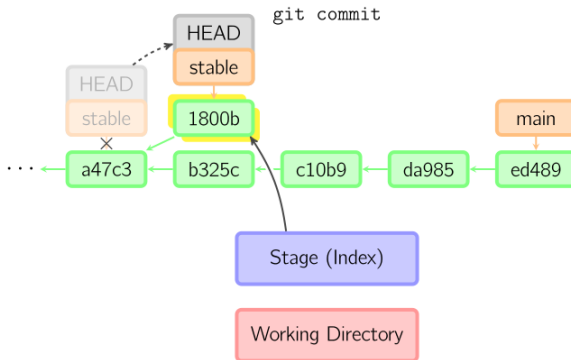 git commit
HEAD
stable
HEAD
stable
1800b
main
... a47c3 b325c c10b9 da985 ed489
Stage (Index)
Working Directory